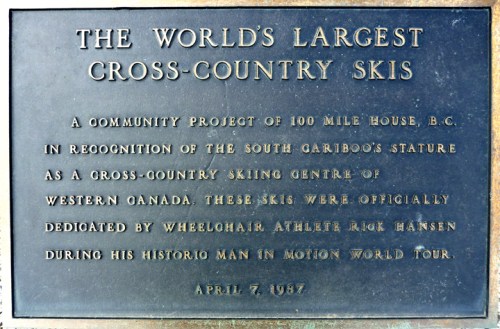 THE WORLD'S LARGEST
CROSS-COUNTRY SKIS
A COMMUNITY PROJECT OF 100 MILE HOUSE, B.C.
IN RECOGNITION OF THE SOUTH CARIBOO'S STATURE
AS A CROSS-COUNTRY SKIING CENTRE OF
WESTERN CANADA. THESE SKIS WERE OFFICIALLY
DEDICATED BY WHEELCHAIR ATHLETE RICK HANSEN
DURING HIS HISTORIC MAN IN MOTION WORLD TOUR.
APRIL 7, 1987